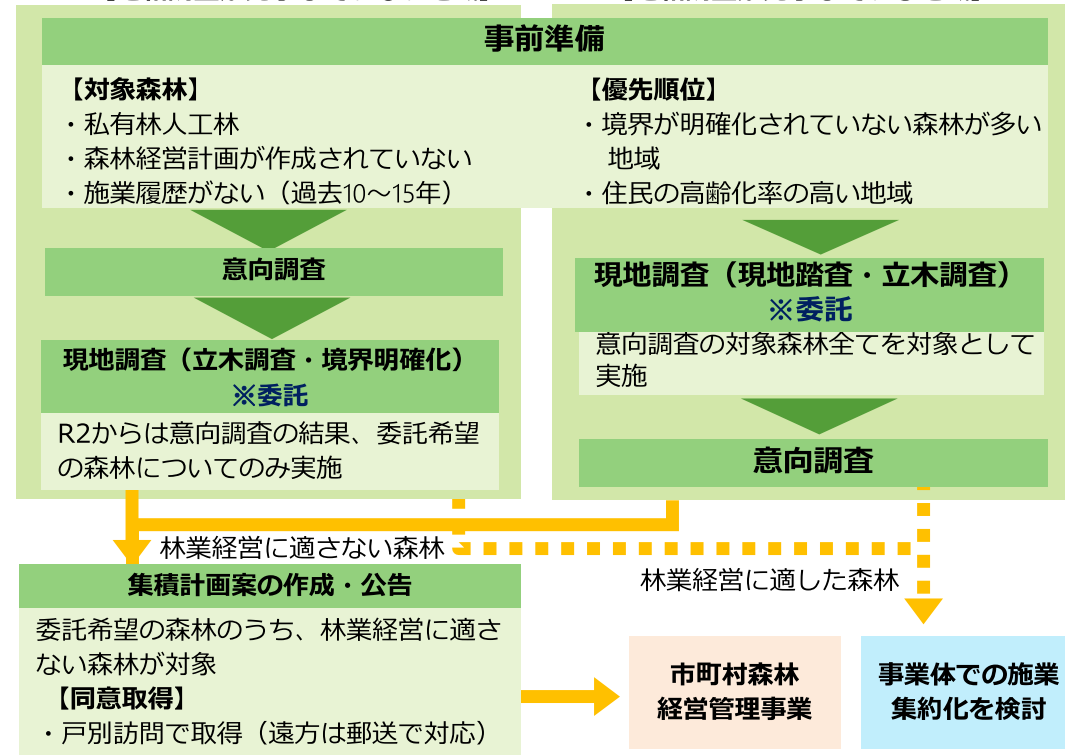 事前準備
【対象森林】
・私有林人工林
・森林経営計画が作成されていない
・施業履歴がない（過去10～15年）
【優先順位】
・境界が明確化されていない森林が多い
地域
・住民の高齢化率の高い地域
意向調査
現地調査（立木調査・境界明確化）
※委託
R2からは意向調査の結果、委託希望
の森林についてのみ実施
現地調査（現地踏査・立木調査）
※委託
意向調査の対象森林全てを対象として
実施
意向調査
林業経営に適さない森林
林業経営に適した森林
集積計画案の作成・公告
委託希望の森林のうち、林業経営に適さ
ない森林が対象
【同意取得】
・戸別訪問で取得（遠方は郵送で対応）
市町村森林
経営管理事業
事業体での施業
集約化を検討